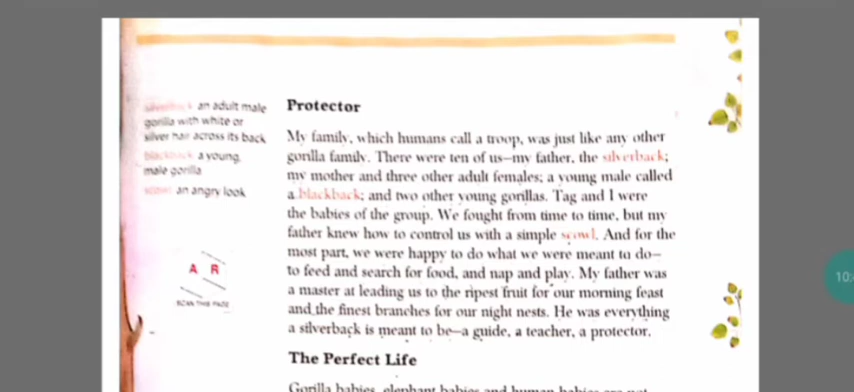 silverback an adult male
gorilla with white or
silver hair across its back
blackback a young,
male gorilla
scowl an angry look
A R
SCAN THIS PAGE
Protector
My family, which humans call a troop, was just like any other
gorilla family. There were ten of us—my father, the silverback;
my mother and three other adult females; a young male called
a blackback; and two other young gorillas. Tag and I were
the babies of the group. We fought from time to time, but my
father knew how to control us with a simple scowl. And for the
most part, we were happy to do what we were meant to do—
to feed and search for food, and nap and play. My father was
a master at leading us to the ripest fruit for our morning feast
and the finest branches for our night nests. He was everything
a silverback is meant to be—a guide, a teacher, a protector.
The Perfect Life
Gorilla babies, elephant babies and human babies are not
10: